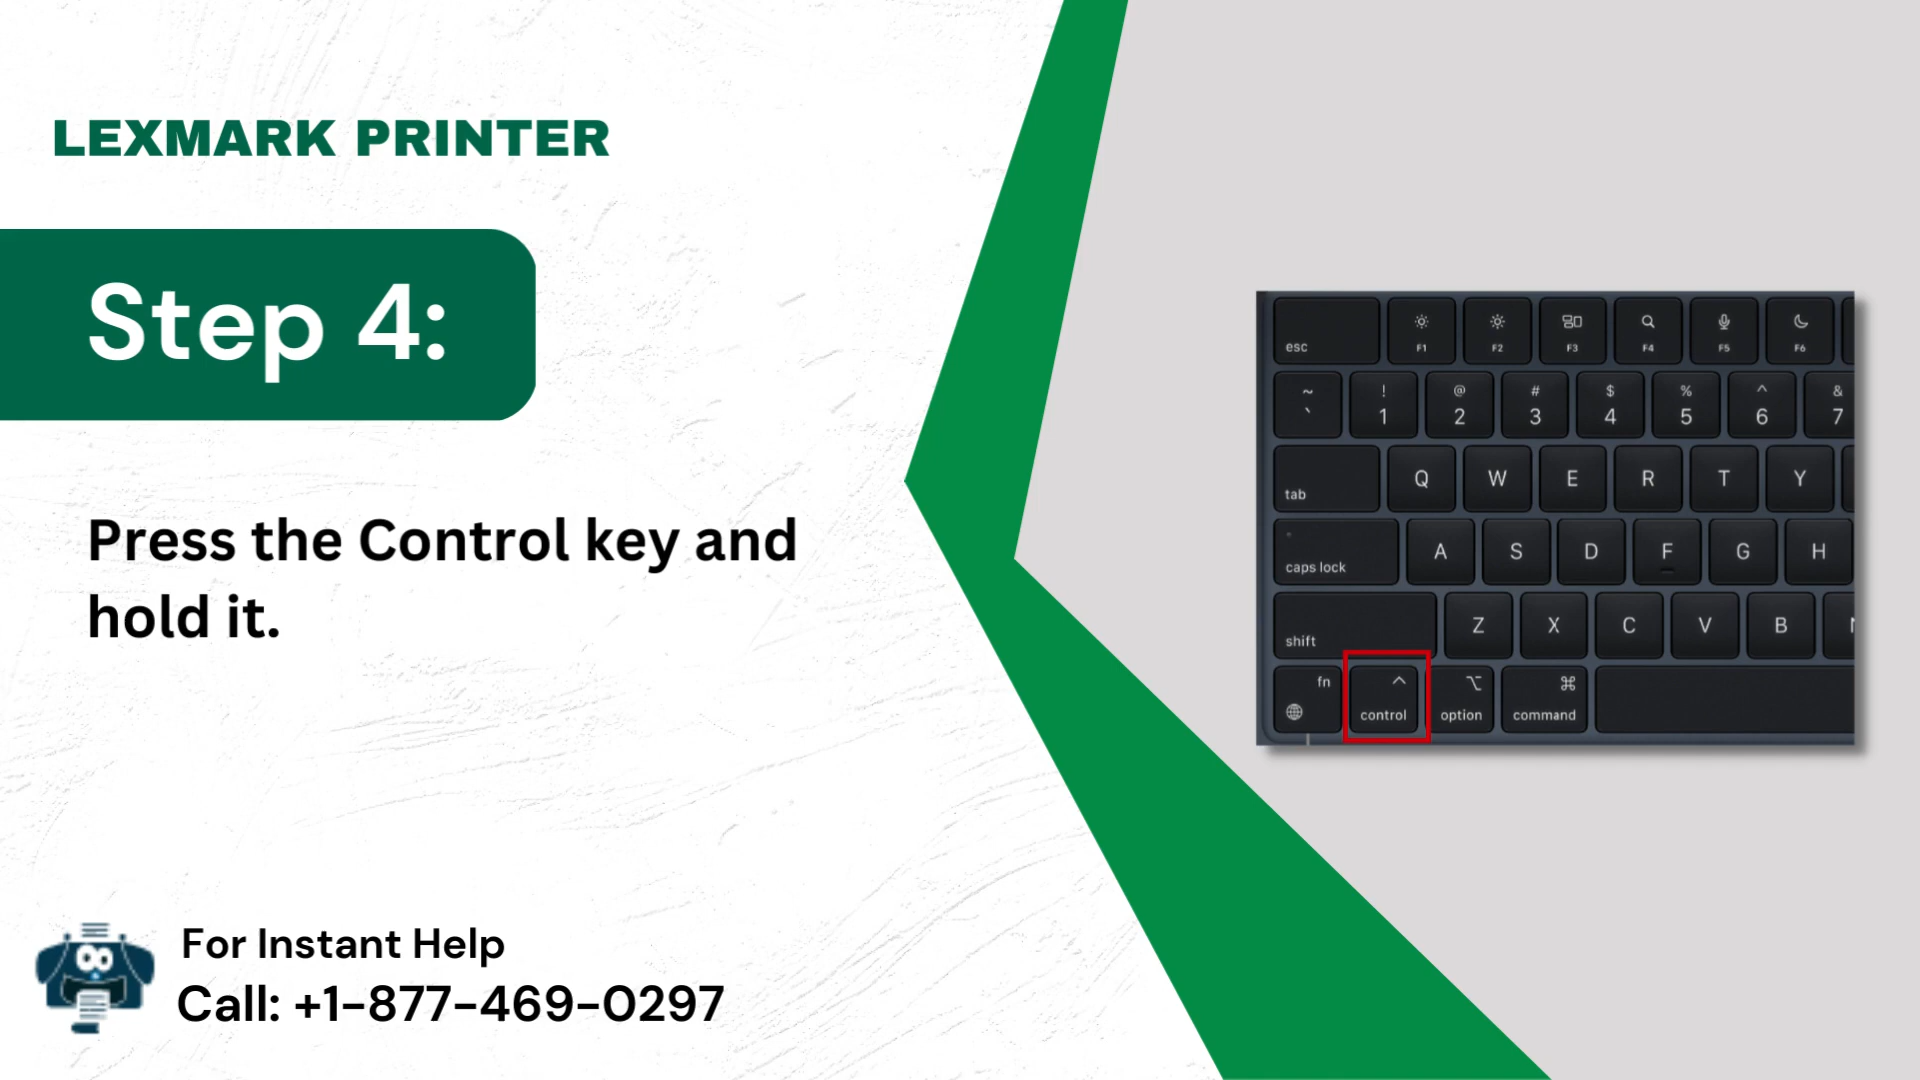 LEXMARK PRINTER
Step 4:
Press the Control key and
hold it.
For Instant Help
Call: +1-877-469-0297
esc F1 F2 F3 F4 F5 F6
~ ! @ # $ % ^ &
` 1 2 3 4 5 6 7
tab Q W E R T Y
caps lock A S D F G H
shift Z X C V B
fn ^ ⌥ ⌘
control option command